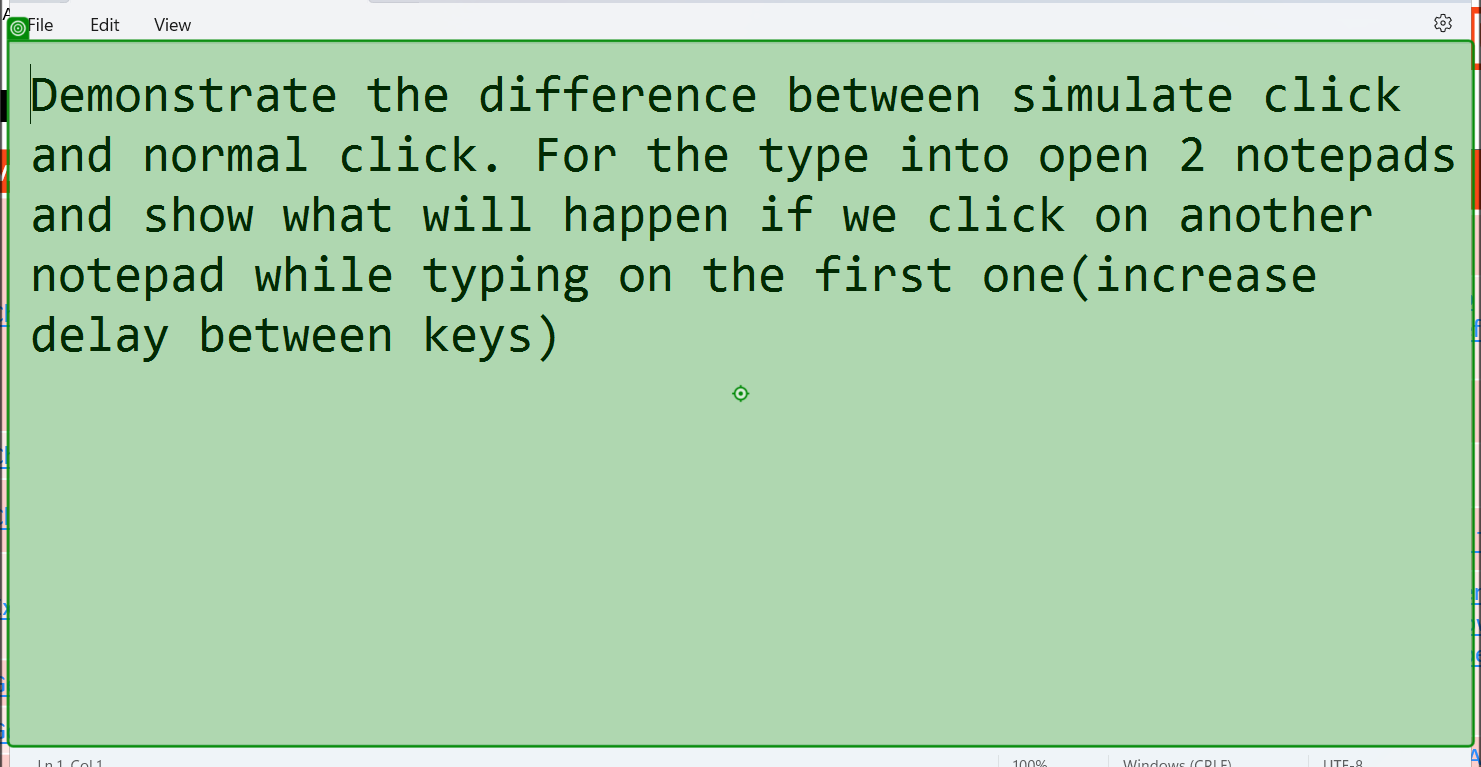 File Edit View
Demonstrate the difference between simulate click
and normal click. For the type into open 2 notepads
and show what will happen if we click on another
notepad while typing on the first one(increase
delay between keys)
Ln 1, Col 1 100% Windows (CRLF) UTF-8